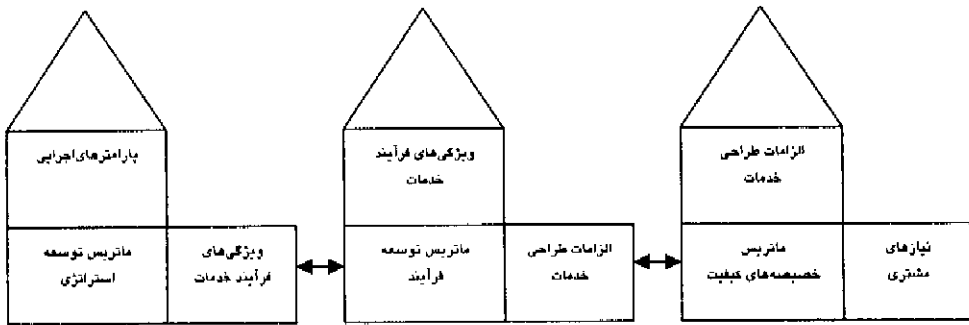 الزامات طراحی
خدمات
نیازهای
مشتری
ماتریس
خصیصه‌های کیفیت
ویژگی‌های فرآیند
خدمات
الزامات طراحی
خدمات
ماتریس توسعه
فرآیند
پارامترهای اجرایی
ویژگی‌های
فرآیند خدمات
ماتریس توسعه
استراتژی